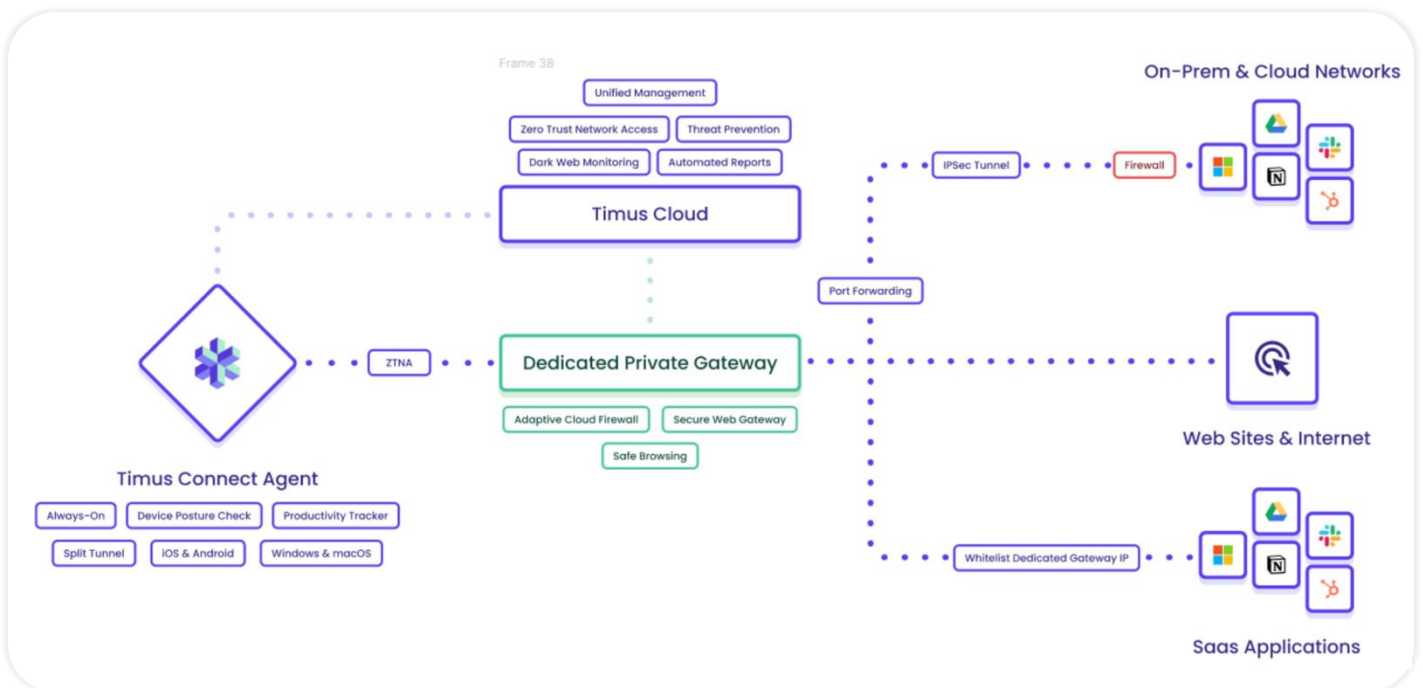 Frame 38
Unified Management
Zero Trust Network Access
Threat Prevention
Dark Web Monitoring
Automated Reports
Timus Cloud
ZTNA
Dedicated Private Gateway
Adaptive Cloud Firewall
Secure Web Gateway
Safe Browsing
Timus Connect Agent
Always-On
Device Posture Check
Productivity Tracker
Split Tunnel
iOS & Android
Windows & macOS
Port Forwarding
On-Prem & Cloud Networks
IPSec Tunnel
Firewall
N
Web Sites & Internet
Whitelist Dedicated Gateway IP
N
Saas Applications